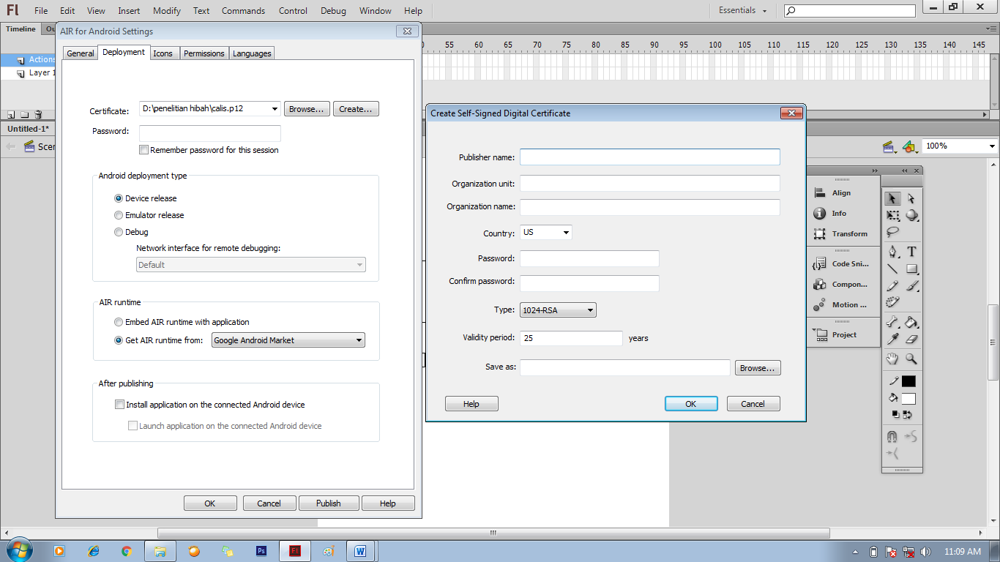 Fl File Edit View Insert Modify Text Commands Control Debug Window Help Essentials
Timeline
AIR for Android Settings
55 60 65 70 75 80 85 90 95 100 105 110 115 120 125 130 135 140 145
General Deployment Icons Permissions Languages
Actions
Layer 1
Certificate: D:\penelitian hibah\calis.p12 Browse... Create...
Password:
Remember password for this session
Untitled-1*
100%
Android deployment type
Device release
Emulator release
Debug
Network interface for remote debugging:
Default
AIR runtime
Embed AIR runtime with application
Get AIR runtime from: Google Android Market
After publishing
Install application on the connected Android device
Launch application on the connected Android device
OK Cancel Publish Help
Create Self-Signed Digital Certificate
Publisher name:
Organization unit:
Organization name:
Country: US
Password:
Confirm password:
Type: 1024-RSA
Validity period: 25 years
Save as: Browse...
Help OK Cancel
Align
Info
Transform
Code Sni...
Compon...
Motion ...
Project
T
Ps Fl W
11:09 AM